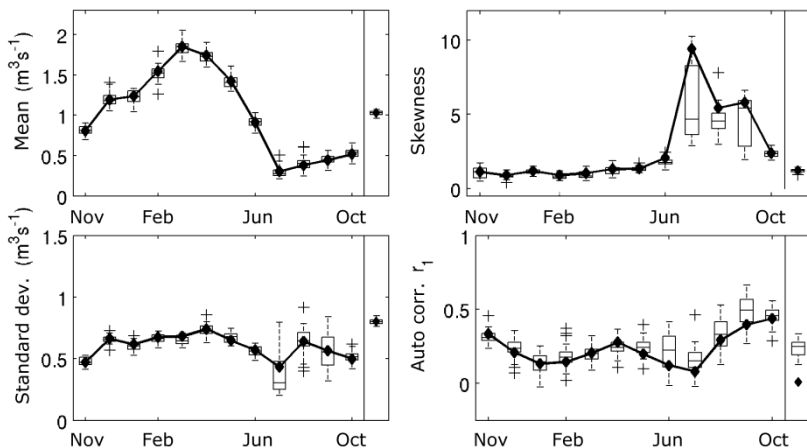 Mean (m³s⁻¹)
2
1.5
1
0.5
0
Nov Feb Jun Oct
Skewness
10
5
0
Nov Feb Jun Oct
Standard dev. (m³s⁻¹)
1.5
1
0.5
0
Nov Feb Jun Oct
Auto corr. r₁
1
0.5
0
Nov Feb Jun Oct